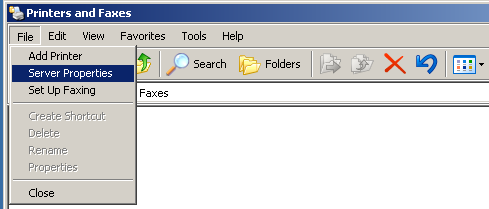 Printers and Faxes
File Edit View Favorites Tools Help
Add Printer
Server Properties
Set Up Faxing
Create Shortcut
Delete
Rename
Properties
Close
Search Folders
Faxes